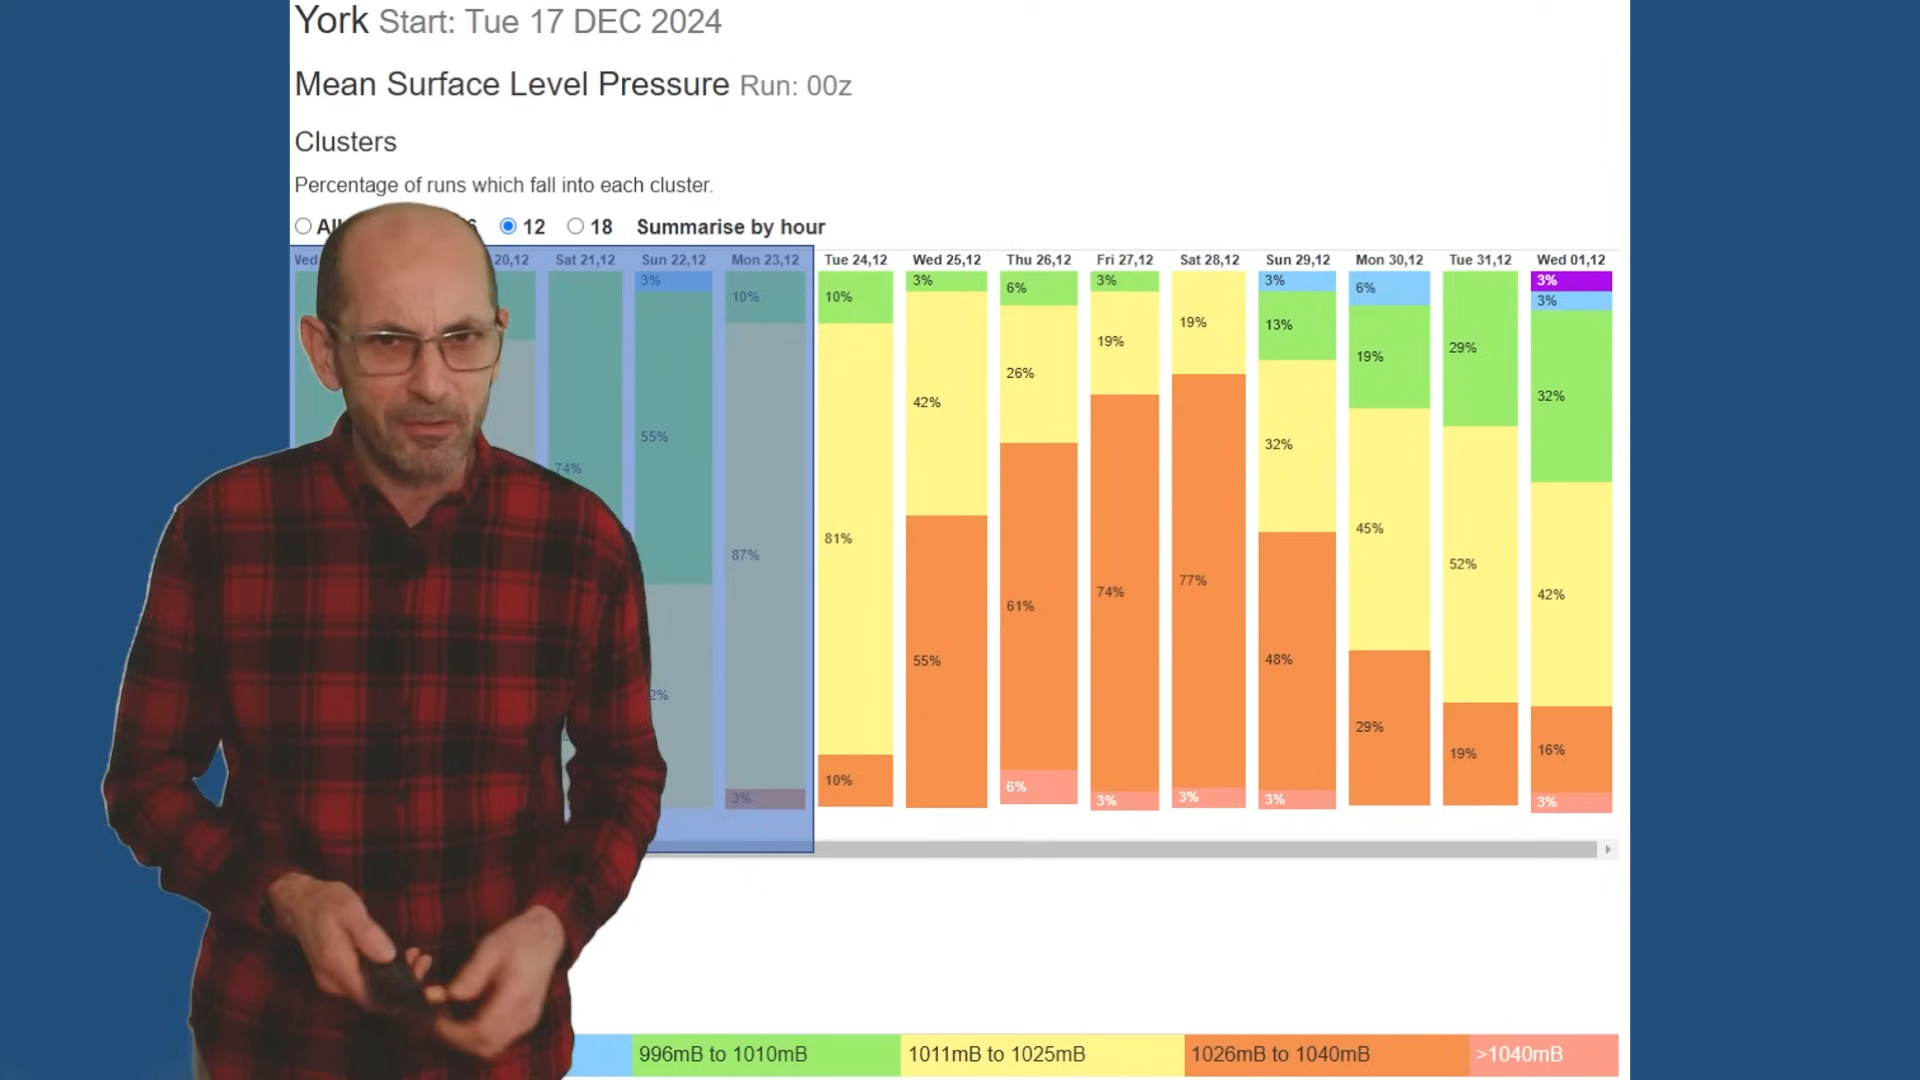 York Start: Tue 17 DEC 2024
Mean Surface Level Pressure Run: 00z
Clusters
Percentage of runs which fall into each cluster.
12 18 Summarise by hour
Wed 20,12 Sat 21,12 Sun 22,12 Mon 23,12 Tue 24,12 Wed 25,12 Thu 26,12 Fri 27,12 Sat 28,12 Sun 29,12 Mon 30,12 Tue 31,12 Wed 01,12
3% 10% 10% 3% 6% 3% 19% 3% 6% 29% 3%
3%
74% 55% 87% 81% 42% 26% 19% 77% 13% 19% 52% 32%
3% 10% 55% 61% 74% 3% 32% 45% 19% 42%
6% 3% 48% 29% 16%
3% 3%
996mB to 1010mB 1011mB to 1025mB 1026mB to 1040mB >1040mB